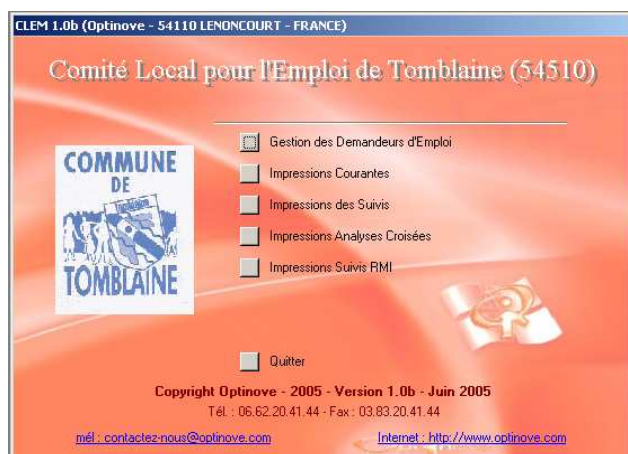 CLEM 1.0b (Optinove - 54110 LENONCOURT - FRANCE)
Comité Local pour l'Emploi de Tomblaine (54510)
COMMUNE
DE
TOMBLAINE
Gestion des Demandeurs d'Emploi
Impressions Courantes
Impressions des Suivis
Impressions Analyses Croisées
Impressions Suivis RMI
Quitter
Copyright Optinove - 2005 - Version 1.0b - Juin 2005
Tél. : 06.62.20.41.44 - Fax : 03.83.20.41.44
mél : contactez-nous@optinove.com
Internet : http://www.optinove.com